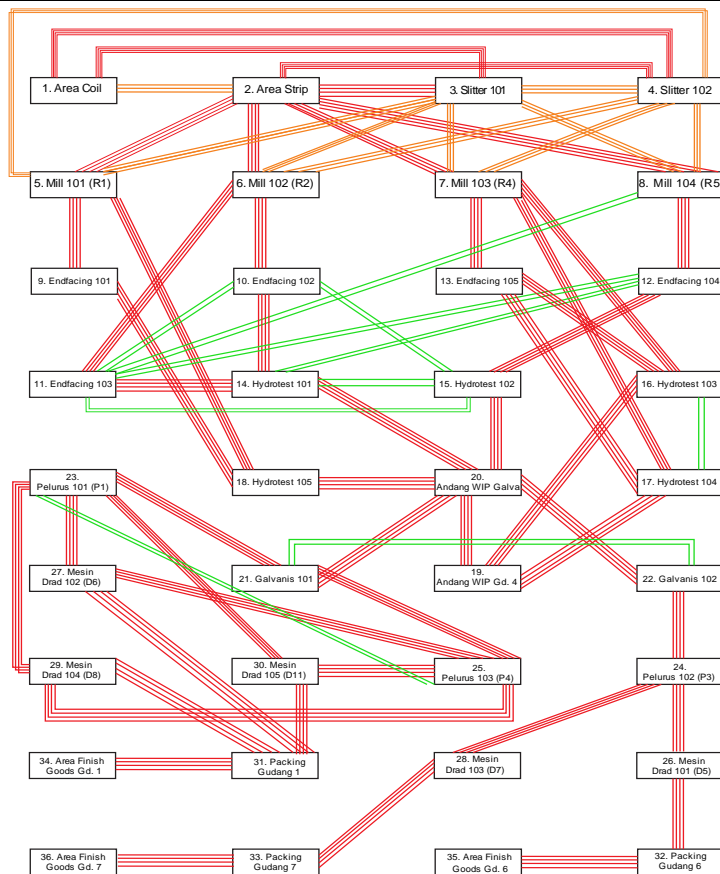 1. Area Coil
2. Area Strip
3. Slitter 101
4. Slitter 102
5. Mill 101 (R1)
6. Mill 102 (R2)
7. Mill 103 (R4)
8. Mill 104 (R5
9. Endfacing 101
10. Endfacing 102
13. Endfacing 105
12. Endfacing 104
11. Endfacing 103
14. Hydrotest 101
15. Hydrotest 102
16. Hydrotest 103
23.
Pelurus 101 (P1)
18. Hydrotest 105
20.
Andang WIP Galva
17. Hydrotest 104
27. Mesin
Drad 102 (D6)
21. Galvanis 101
19.
Andang WIP Gd. 4
22. Galvanis 102
29. Mesin
Drad 104 (D8)
30. Mesin
Drad 105 (D11)
25.
Pelurus 103 (P4)
24.
Pelurus 102 (P3)
34. Area Finish
Goods Gd. 1
31. Packing
Gudang 1
28. Mesin
Drad 103 (D7)
26. Mesin
Drad 101 (D5)
36. Area Finish
Goods Gd. 7
33. Packing
Gudang 7
35. Area Finish
Goods Gd. 6
32. Packing
Gudang 6